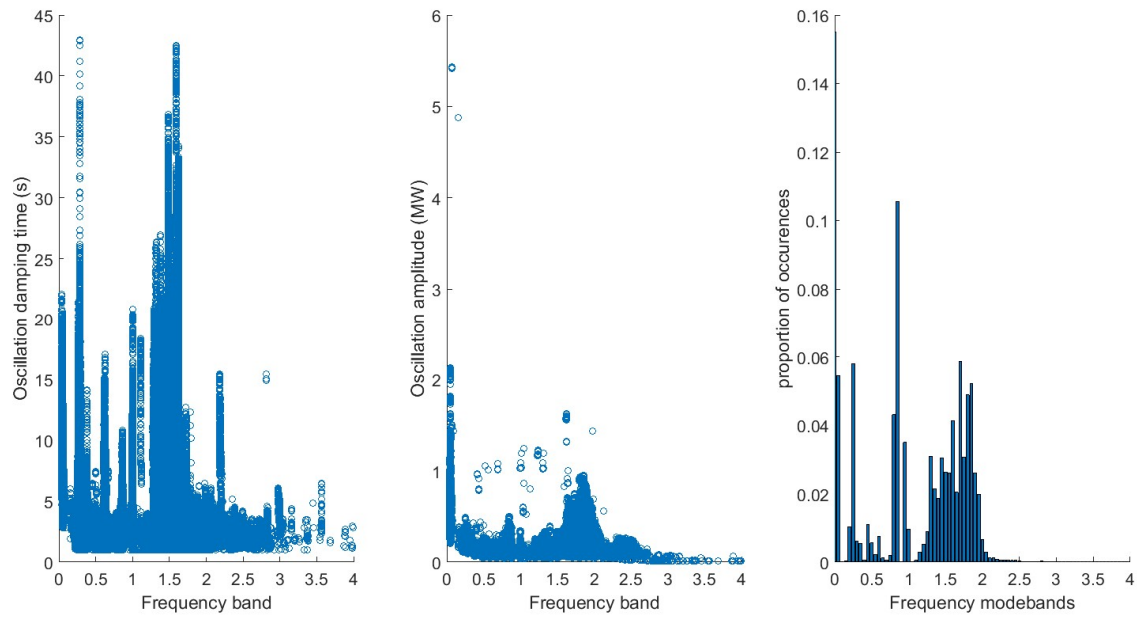 45
40
35
30
25
20
15
10
5
0
Oscillation damping time (s)
0 0.5 1 1.5 2 2.5 3 3.5 4
Frequency band
6
5
4
3
2
1
0
Oscillation amplitude (MW)
0 0.5 1 1.5 2 2.5 3 3.5 4
Frequency band
0.16
0.14
0.12
0.1
0.08
0.06
0.04
0.02
0
proportion of occurences
0 0.5 1 1.5 2 2.5 3 3.5 4
Frequency modebands